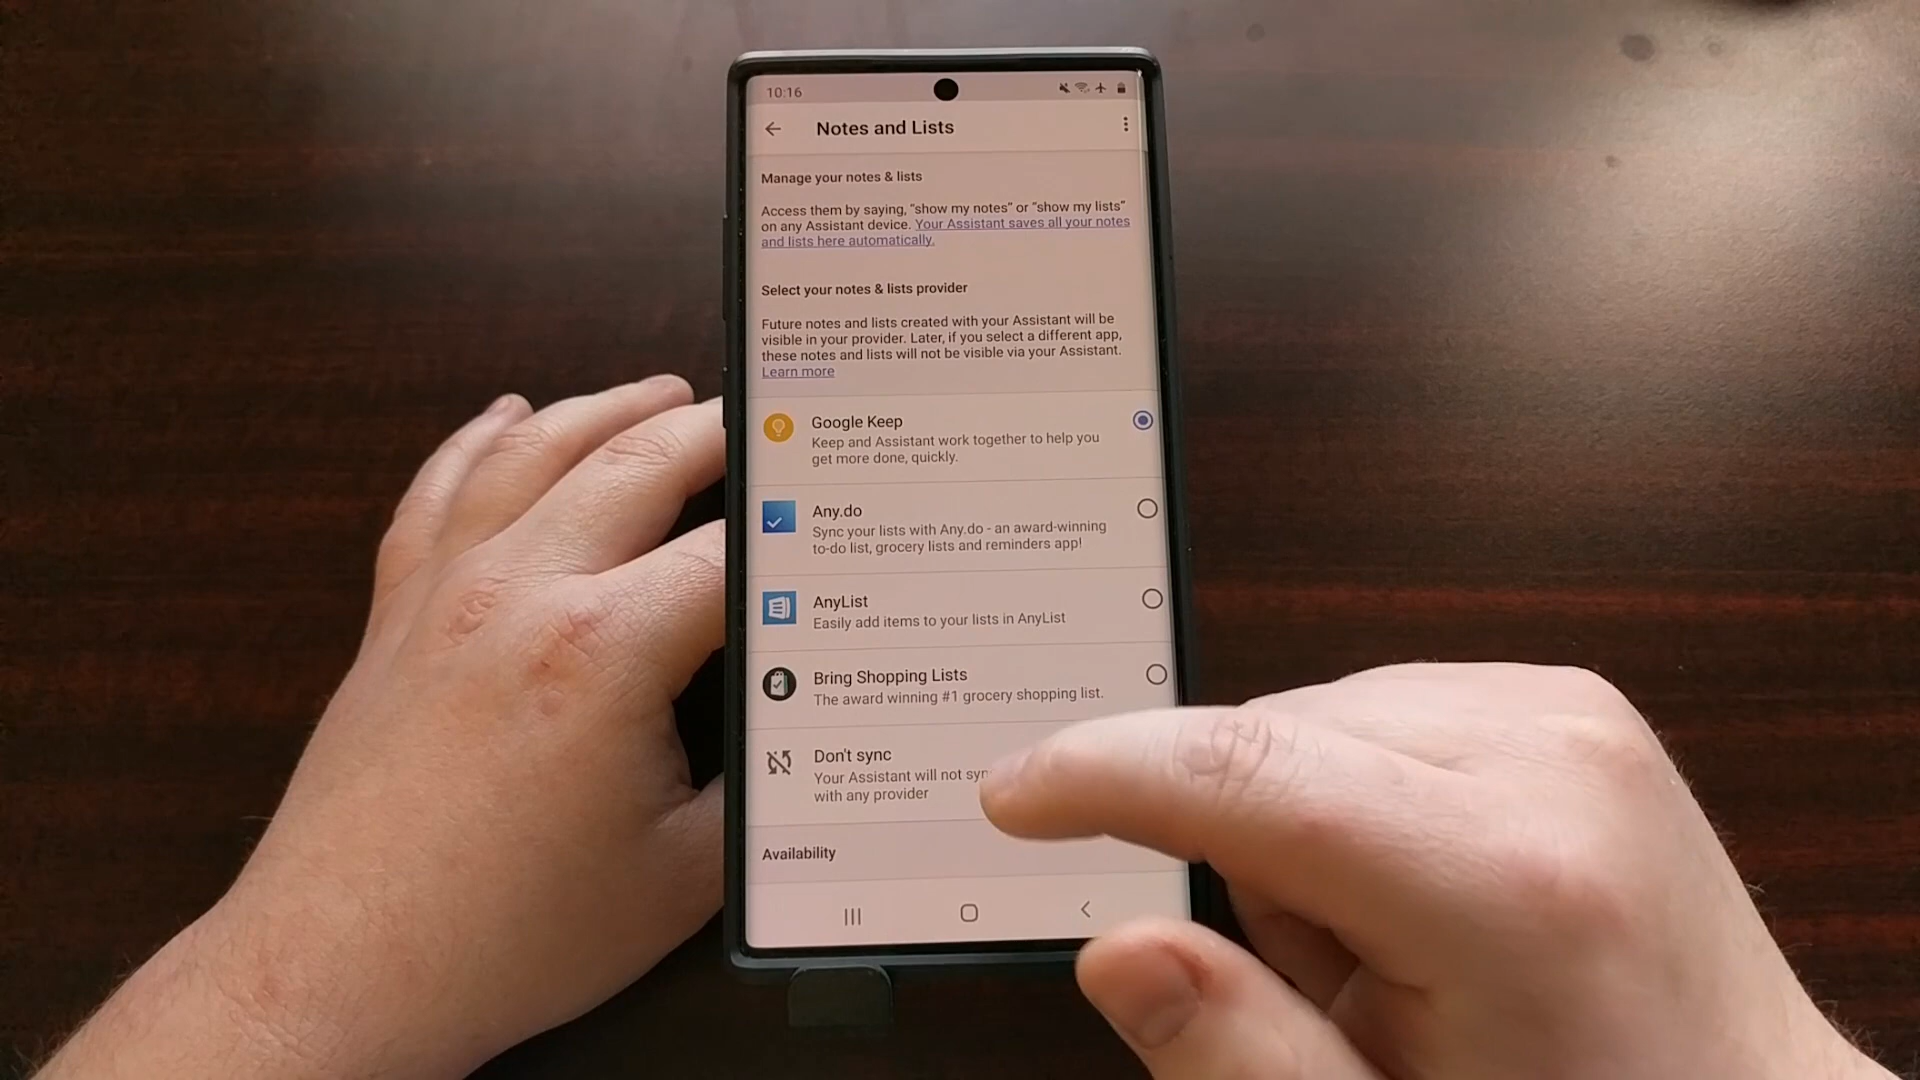 10:16
Notes and Lists
Manage your notes & lists
Access them by saying, "show my notes" or "show my lists"
on any Assistant device. Your Assistant saves all your notes
and lists here automatically.
Select your notes & lists provider
Future notes and lists created with your Assistant will be
visible in your provider. Later, if you select a different app,
these notes and lists will not be visible via your Assistant.
Learn more
Google Keep
Keep and Assistant work together to help you
get more done, quickly.
Any.do
Sync your lists with Any.do - an award-winning
to-do list, grocery lists and reminders app!
AnyList
Easily add items to your lists in AnyList
Bring Shopping Lists
The award winning #1 grocery shopping list.
Don't sync
Your Assistant will not syn
with any provider
Availability